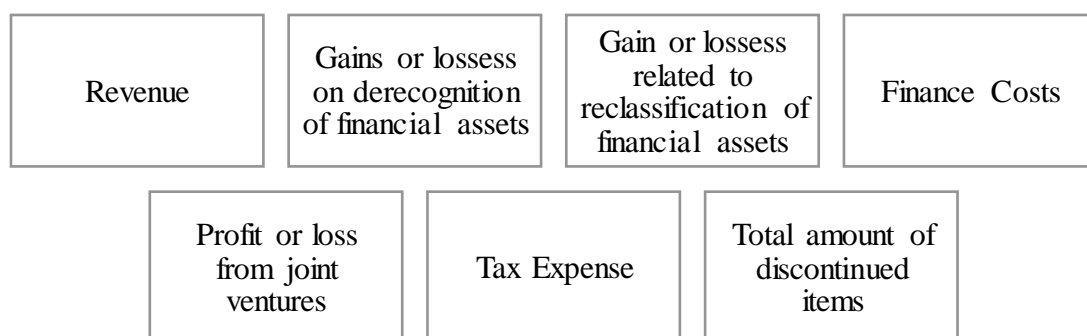 Revenue
Gains or lossess
on derecognition
of financial assets
Gain or lossess
related to
reclassification of
financial assets
Finance Costs
Profit or loss
from joint
ventures
Tax Expense
Total amount of
discontinued
items